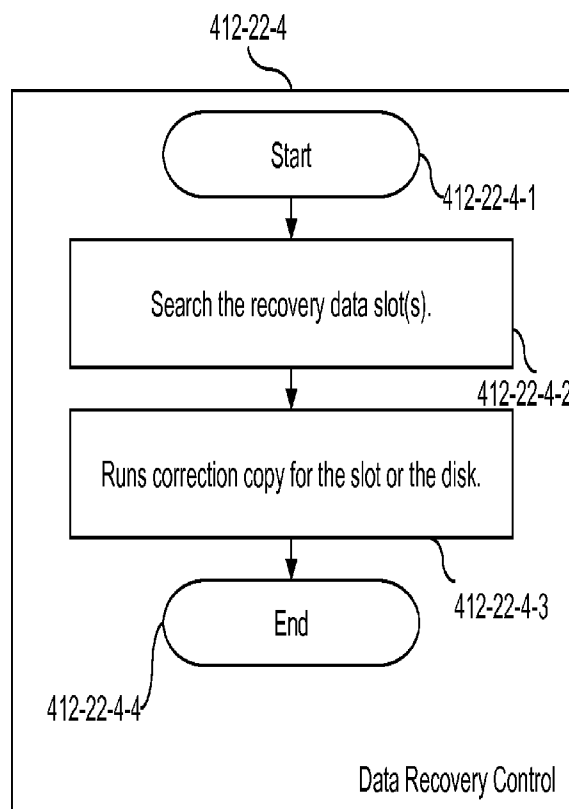 412-22-4
Start
412-22-4-1
Search the recovery data slot(s).
412-22-4-2
Runs correction copy for the slot or the disk.
412-22-4-3
End
412-22-4-4
Data Recovery Control